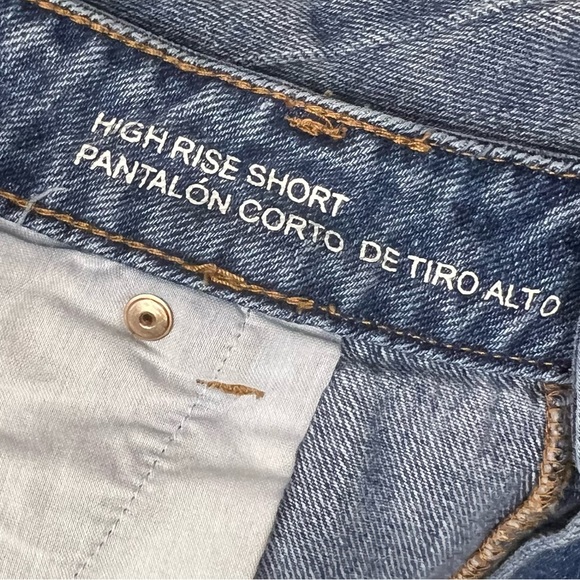 HIGH RISE SHORT
PANTALÓN CORTO DE TIRO ALTO